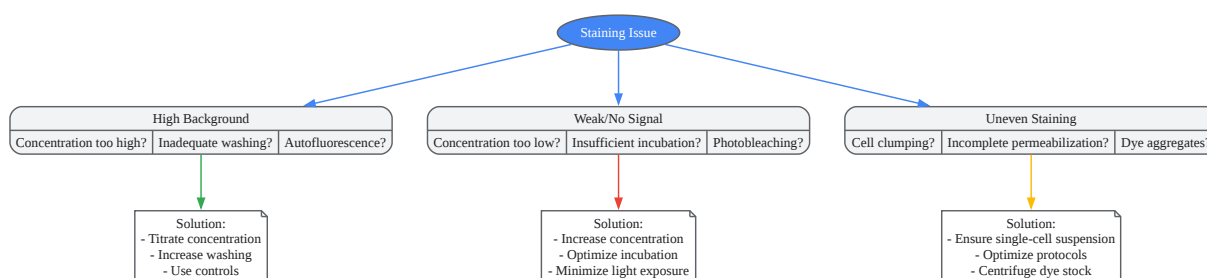 Staining Issue
High Background
Concentration too high?
Inadequate washing?
Autofluorescence?
Weak/No Signal
Concentration too low?
Insufficient incubation?
Photobleaching?
Uneven Staining
Cell clumping?
Incomplete permeabilization?
Dye aggregates?
Solution:
- Titrate concentration
- Increase washing
- Use controls
Solution:
- Increase concentration
- Optimize incubation
- Minimize light exposure
Solution:
- Ensure single-cell suspension
- Optimize protocols
- Centrifuge dye stock